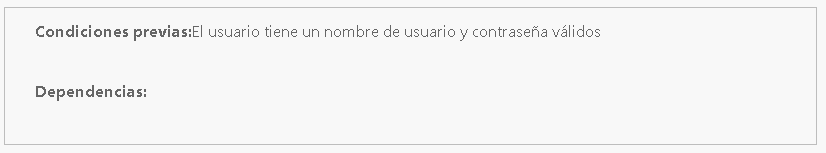 Condiciones previas:El usuario tiene un nombre de usuario y contraseña válidos
Dependencias: